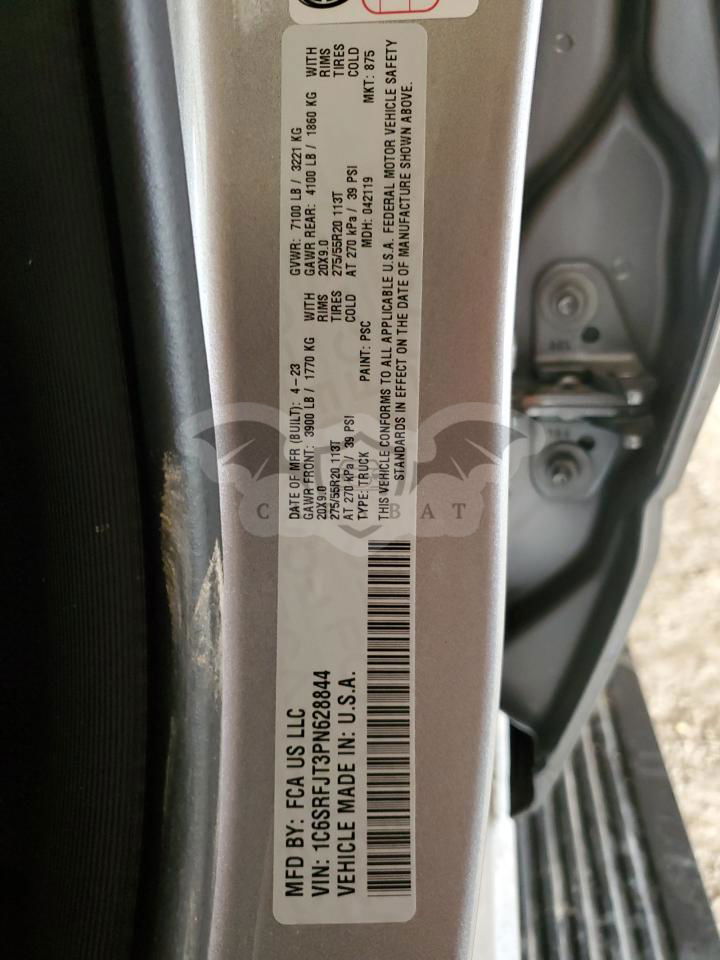 MFD BY: FCA US LLC
VIN: 1C6SRFJT3PN628844
VEHICLE MADE IN: U.S.A.
DATE OF MFR (BUILT): 4-23
GVWR: 7100 LB / 3221 KG
GAWR FRONT: 3900 LB / 1770 KG WITH
GAWR REAR: 4100 LB / 1860 KG WITH
20X9.0 RIMS
20X9.0 RIMS
275/55R20 113T TIRES
275/55R20 113T TIRES
AT 270 kPa / 39 PSI COLD
AT 270 kPa / 39 PSI COLD
TYPE: TRUCK PAINT: PSC MDH: 042119 MKT: 875
THIS VEHICLE CONFORMS TO ALL APPLICABLE U.S.A. FEDERAL MOTOR VEHICLE SAFETY
STANDARDS IN EFFECT ON THE DATE OF MANUFACTURE SHOWN ABOVE.